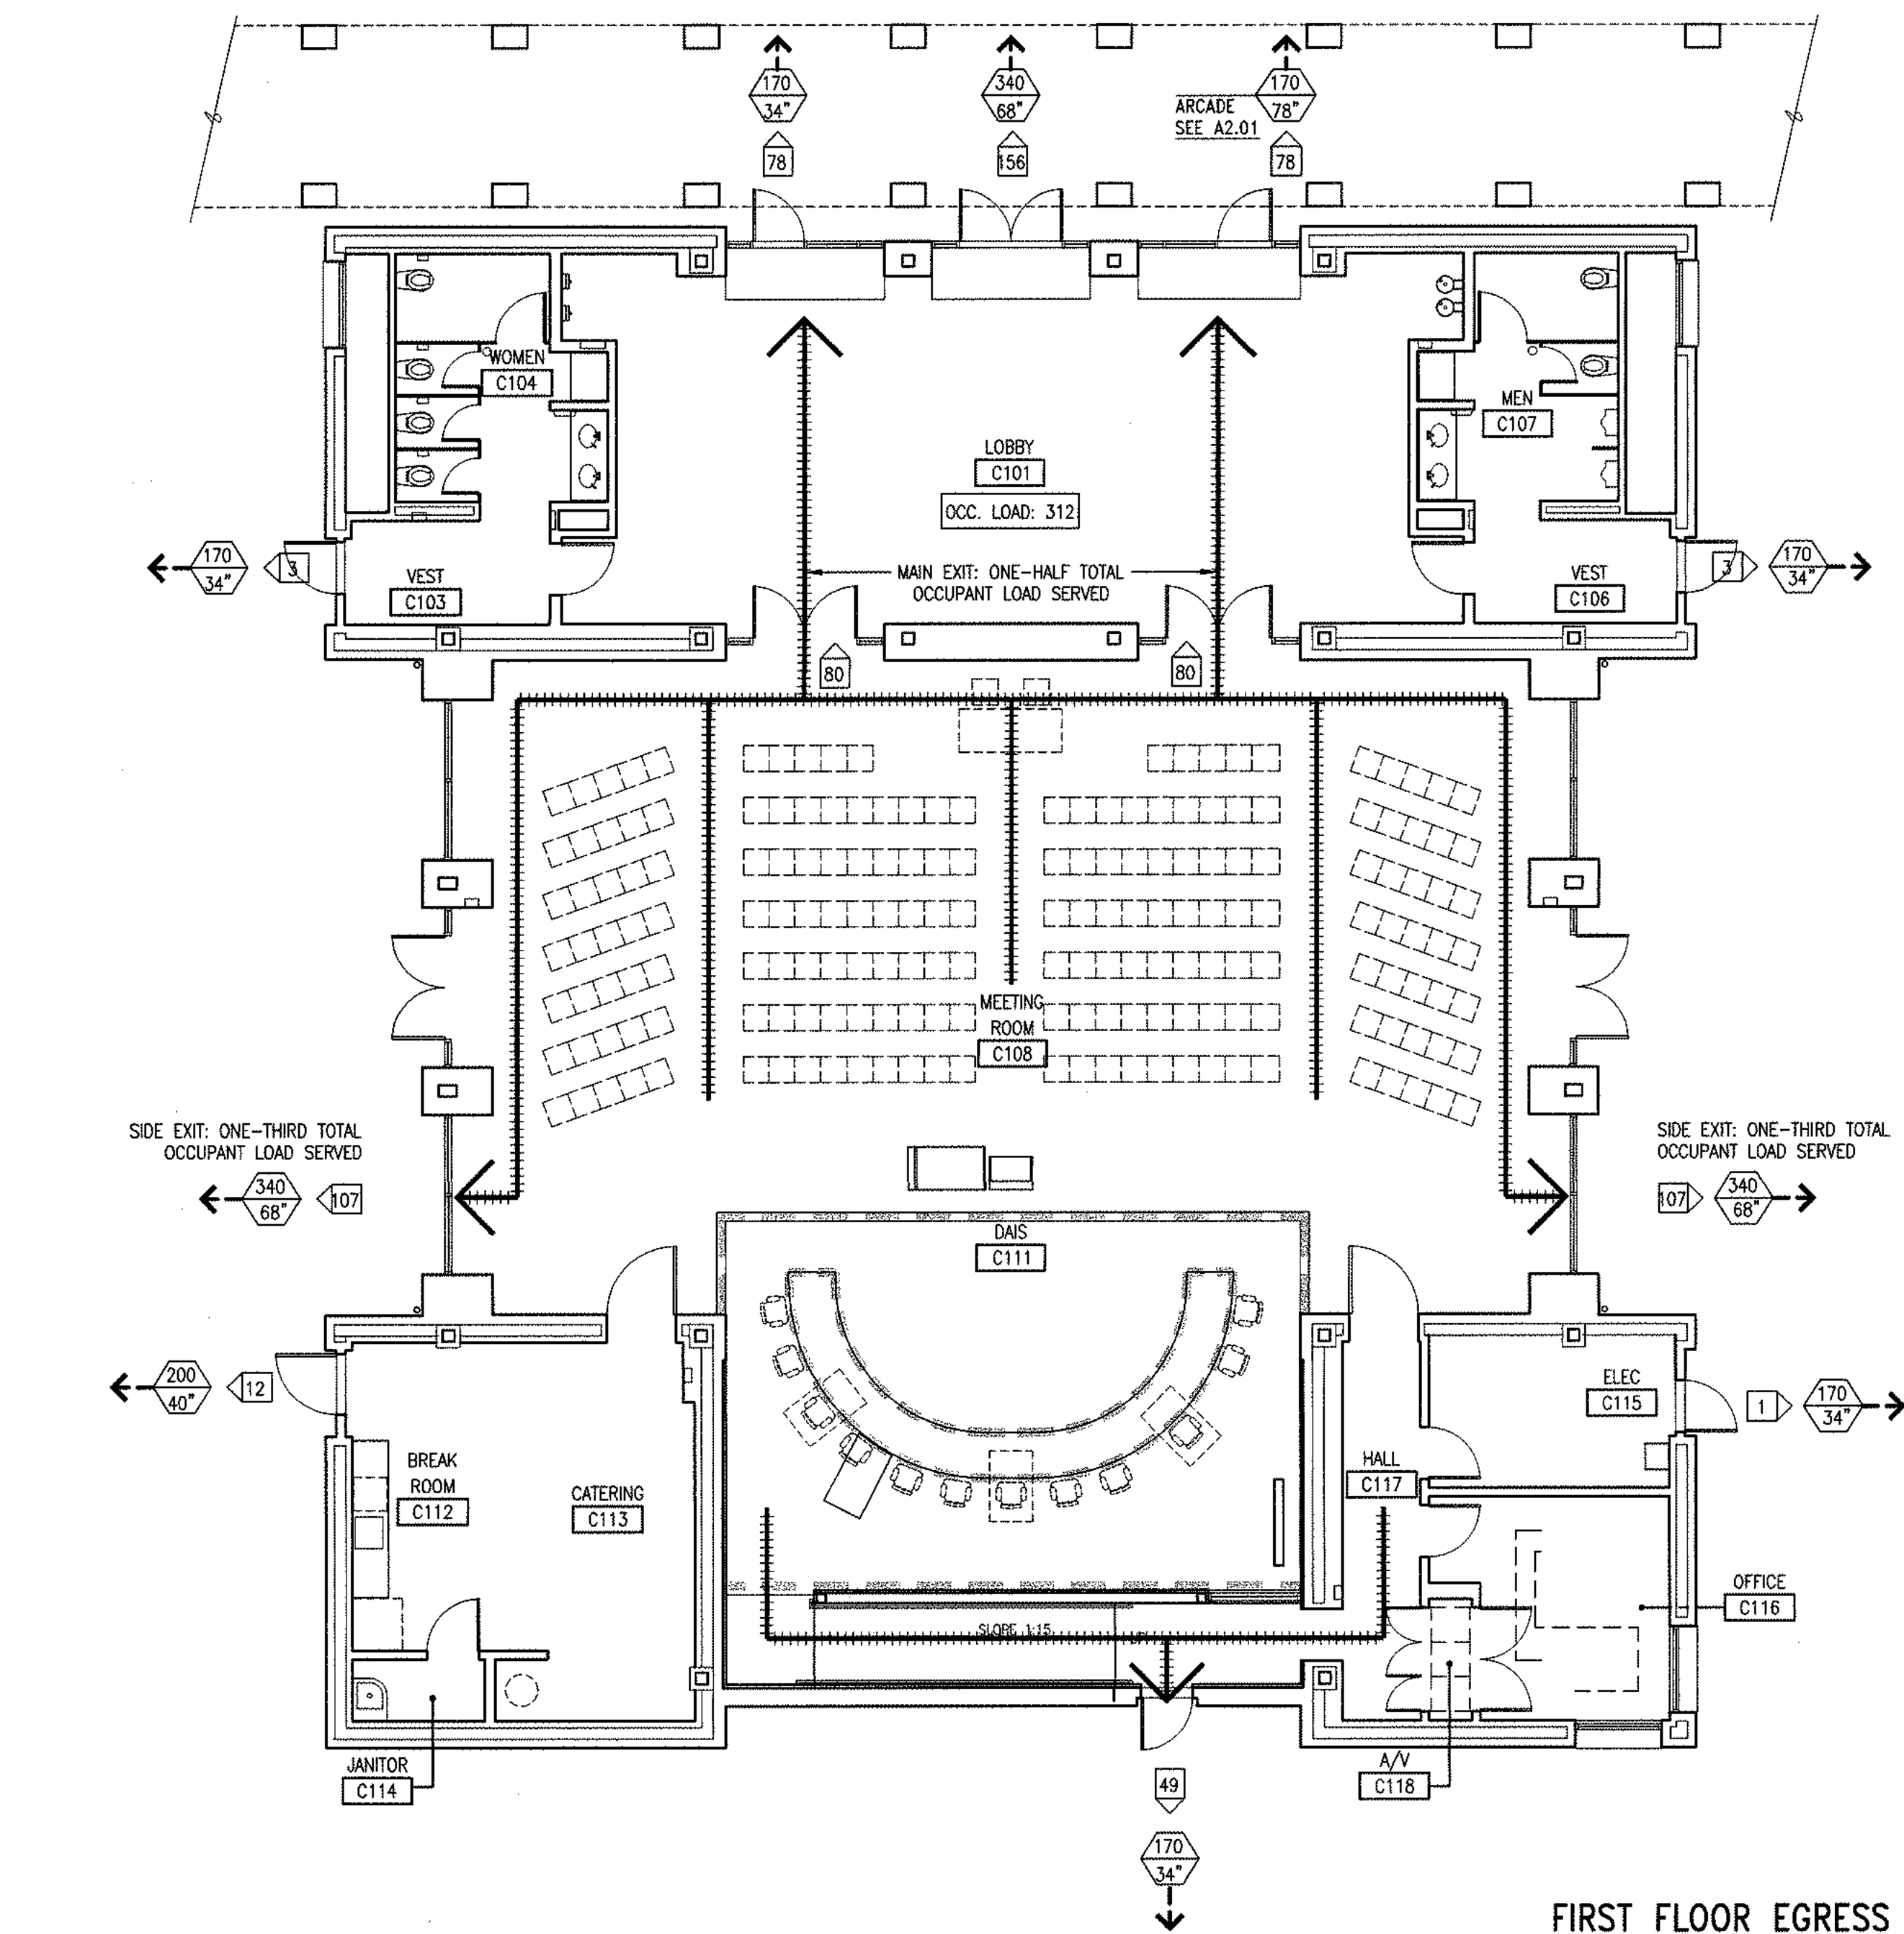 170
34"
340
68"
170
78"
ARCADE
SEE A2.01
78
156
78
WOMEN
C104
MEN
C107
LOBBY
C101
OCC. LOAD: 312
170
34"
3
VEST
C103
MAIN EXIT: ONE-HALF TOTAL
OCCUPANT LOAD SERVED
VEST
C106
3
170
34"
80
80
MEETING
ROOM
C108
SIDE EXIT: ONE-THIRD TOTAL
OCCUPANT LOAD SERVED
340
68"
107
SIDE EXIT: ONE-THIRD TOTAL
OCCUPANT LOAD SERVED
107
340
68"
DAIS
C111
200
40"
12
ELEC
C115
1
170
34"
BREAK
ROOM
C112
CATERING
C113
HALL
C117
OFFICE
C116
SLOPE 1:15
UP
JANITOR
C114
A/V
C118
49
170
34"
FIRST FLOOR EGRESS